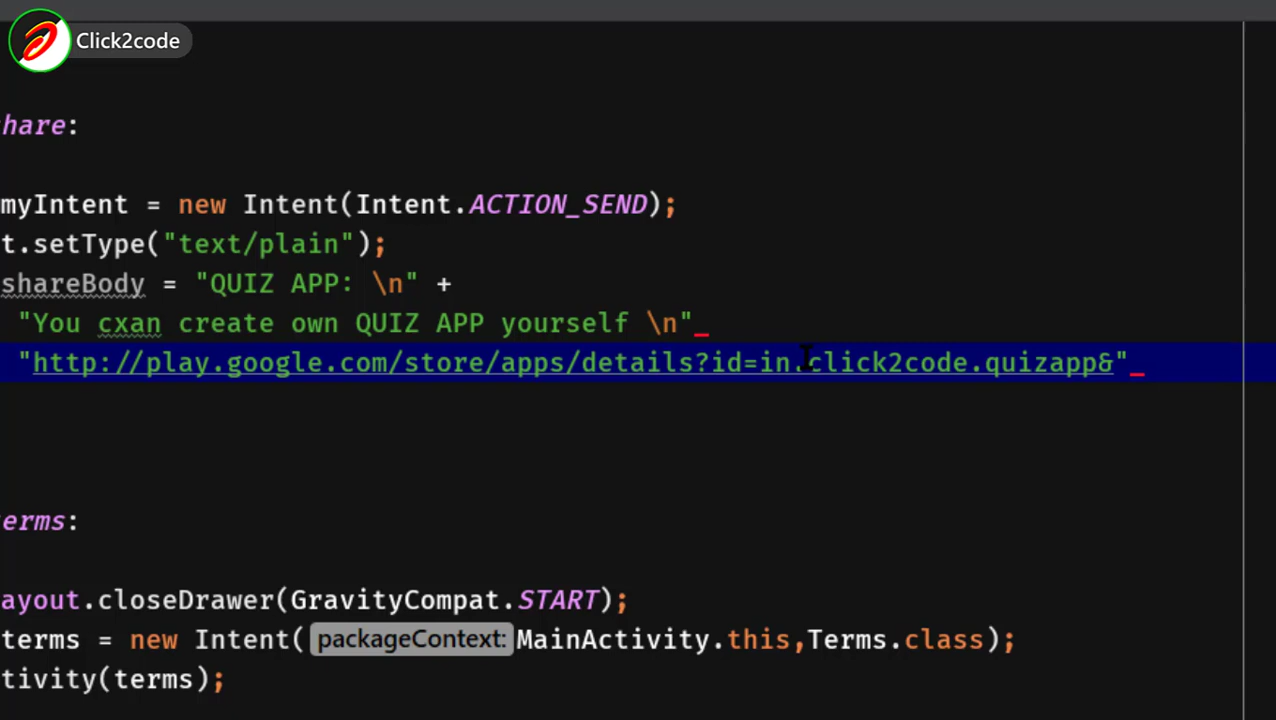 Click2code
hare:
myIntent = new Intent(Intent.ACTION_SEND);
t.setType("text/plain");
shareBody = "QUIZ APP: \n" +
"You cxan create own QUIZ APP yourself \n"
"http://play.google.com/store/apps/details?id=in.click2code.quizapp&"
erms:
ayout.closeDrawer(GravityCompat.START);
terms = new Intent( packageContext: MainActivity.this,Terms.class);
tivity(terms);